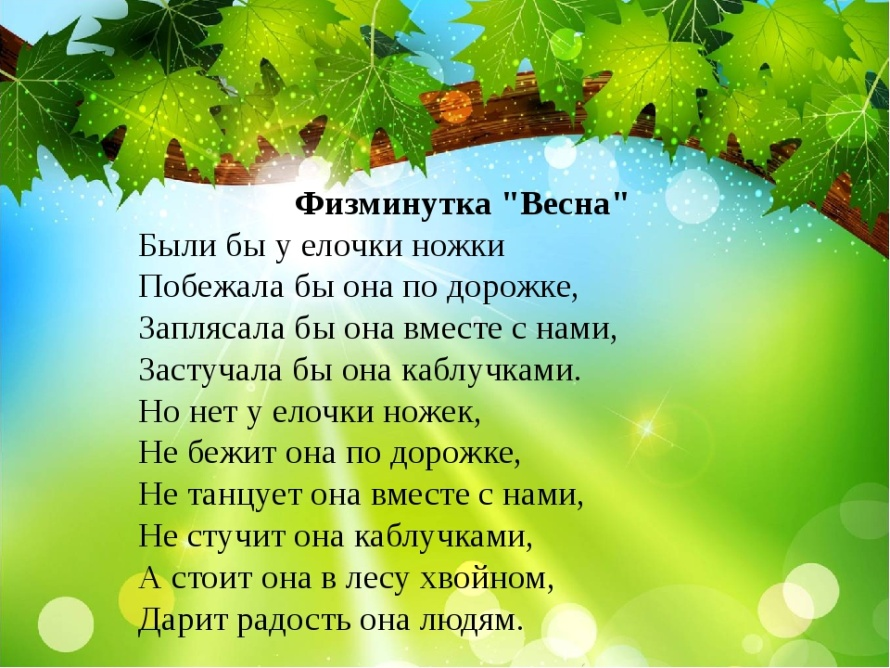 Физминутка "Весна"
Были бы у елочки ножки
Побежала бы она по дорожке,
Заплясала бы она вместе с нами,
Застучала бы она каблучками.
Но нет у елочки ножек,
Не бежит она по дорожке,
Не танцует она вместе с нами,
Не стучит она каблучками,
А стоит она в лесу хвойном,
Дарит радость она людям.